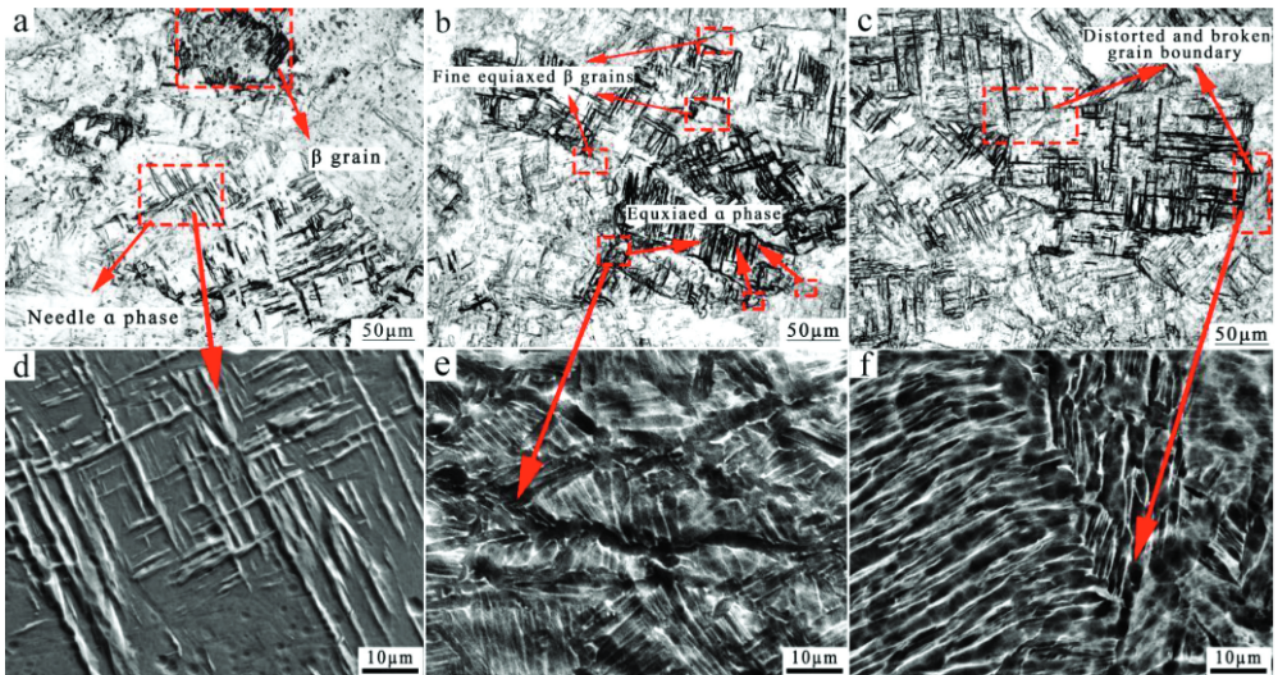 a
β grain
Needle α phase
50μm
b
Fine equiaxed β grains
Equxiaed α phase
50μm
c
Distorted and broken
grain boundary
50μm
d
10μm
e
10μm
f
10μm